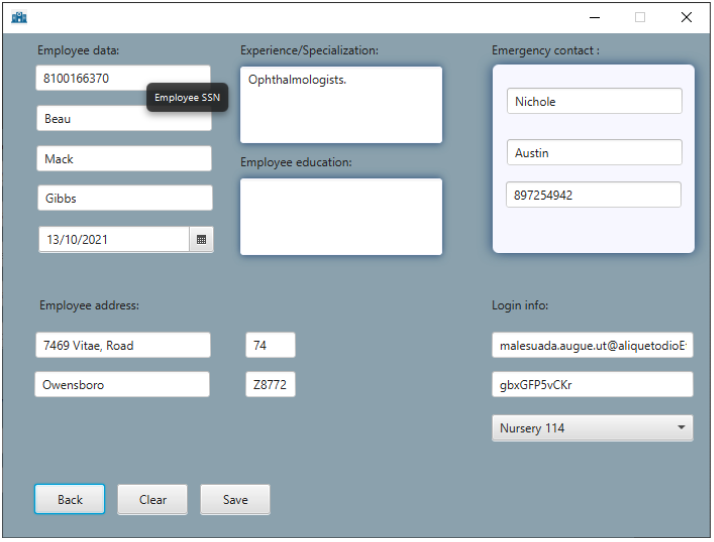 Employee data:
8100166370
Employee SSN
Beau
Mack
Gibbs
13/10/2021
Experience/Specialization:
Ophthalmologists.
Employee education:
Emergency contact :
Nichole
Austin
897254942
Employee address:
7469 Vitae, Road
74
Owensboro
Z8772
Login info:
malesuada.augue.ut@aliquetodioE
gbxGFP5vCKr
Nursery 114
Back
Clear
Save